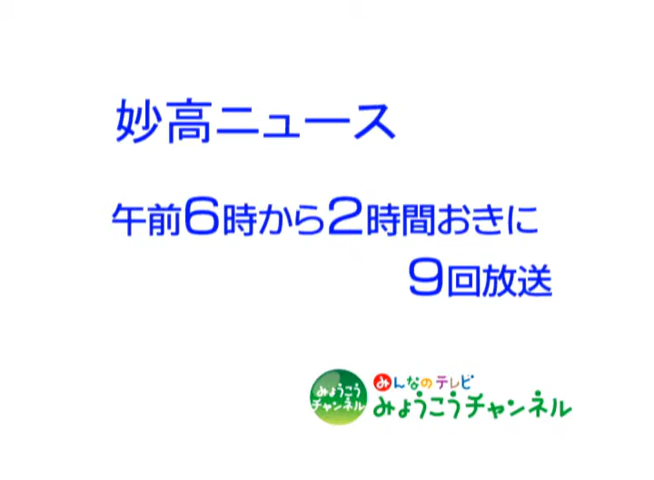 妙高ニュース
午前6時から2時間おきに
9回放送
みょうこう
チャンネル
みんなのテレビ
みょうこうチャンネル